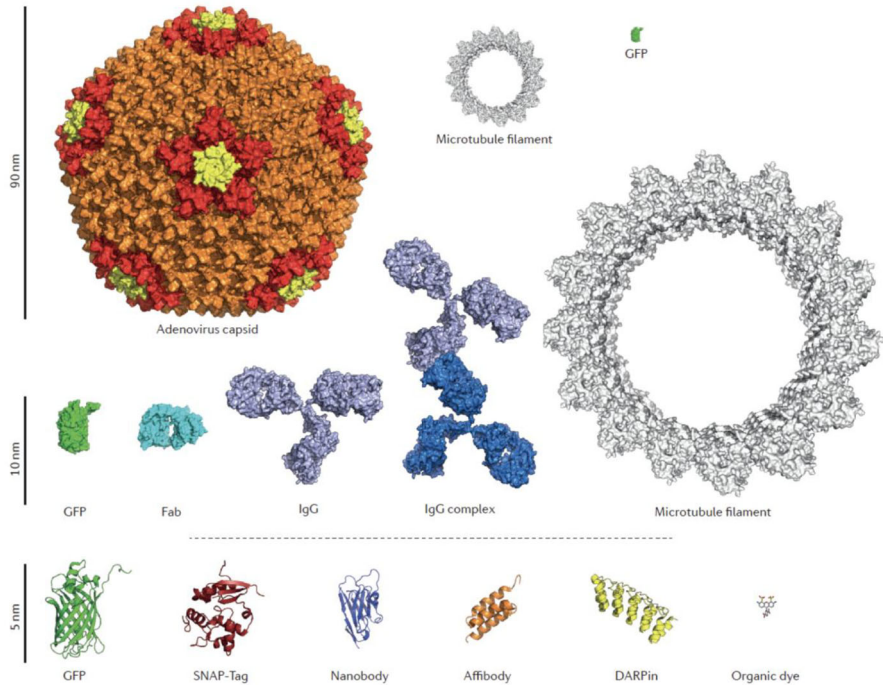 90 nm
GFP
Microtubule filament
Adenovirus capsid
10 nm
GFP
Fab
IgG
IgG complex
Microtubule filament
5 nm
GFP
SNAP-Tag
Nanobody
Affibody
DARPin
Organic dye